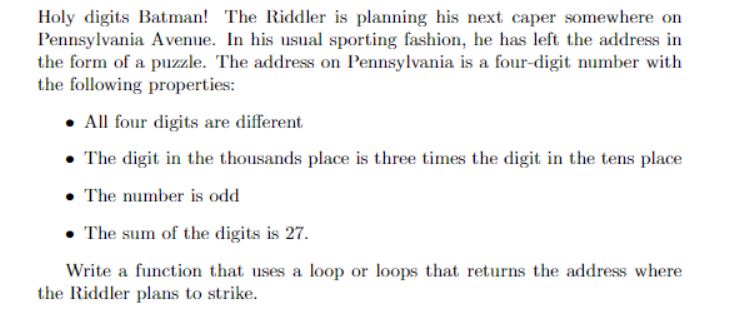 Holy digits Batman! The Riddler is planning his next caper somewhere on
Pennsylvania Avenue. In his usual sporting fashion, he has left the address in
the form of a puzzle. The address on Pennsylvania is a four-digit number with
the following properties:
• All four digits are different
• The digit in the thousands place is three times the digit in the tens place
• The number is odd
• The sum of the digits is 27.
Write a function that uses a loop or loops that returns the address where
the Riddler plans to strike.